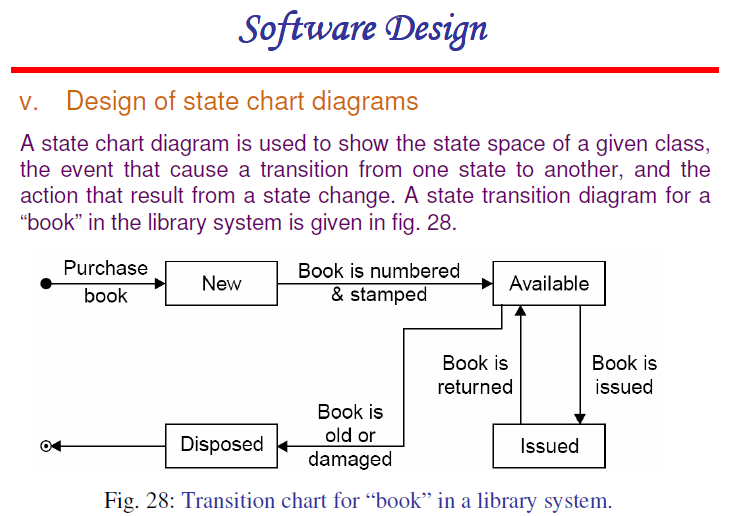 Software Design
v. Design of state chart diagrams
A state chart diagram is used to show the state space of a given class,
the event that cause a transition from one state to another, and the
action that result from a state change. A state transition diagram for a
“book” in the library system is given in fig. 28.
Purchase
book
New
Book is numbered
& stamped
Available
Book is
returned
Book is
issued
Book is
old or
damaged
Disposed
Issued
Fig. 28: Transition chart for “book” in a library system.